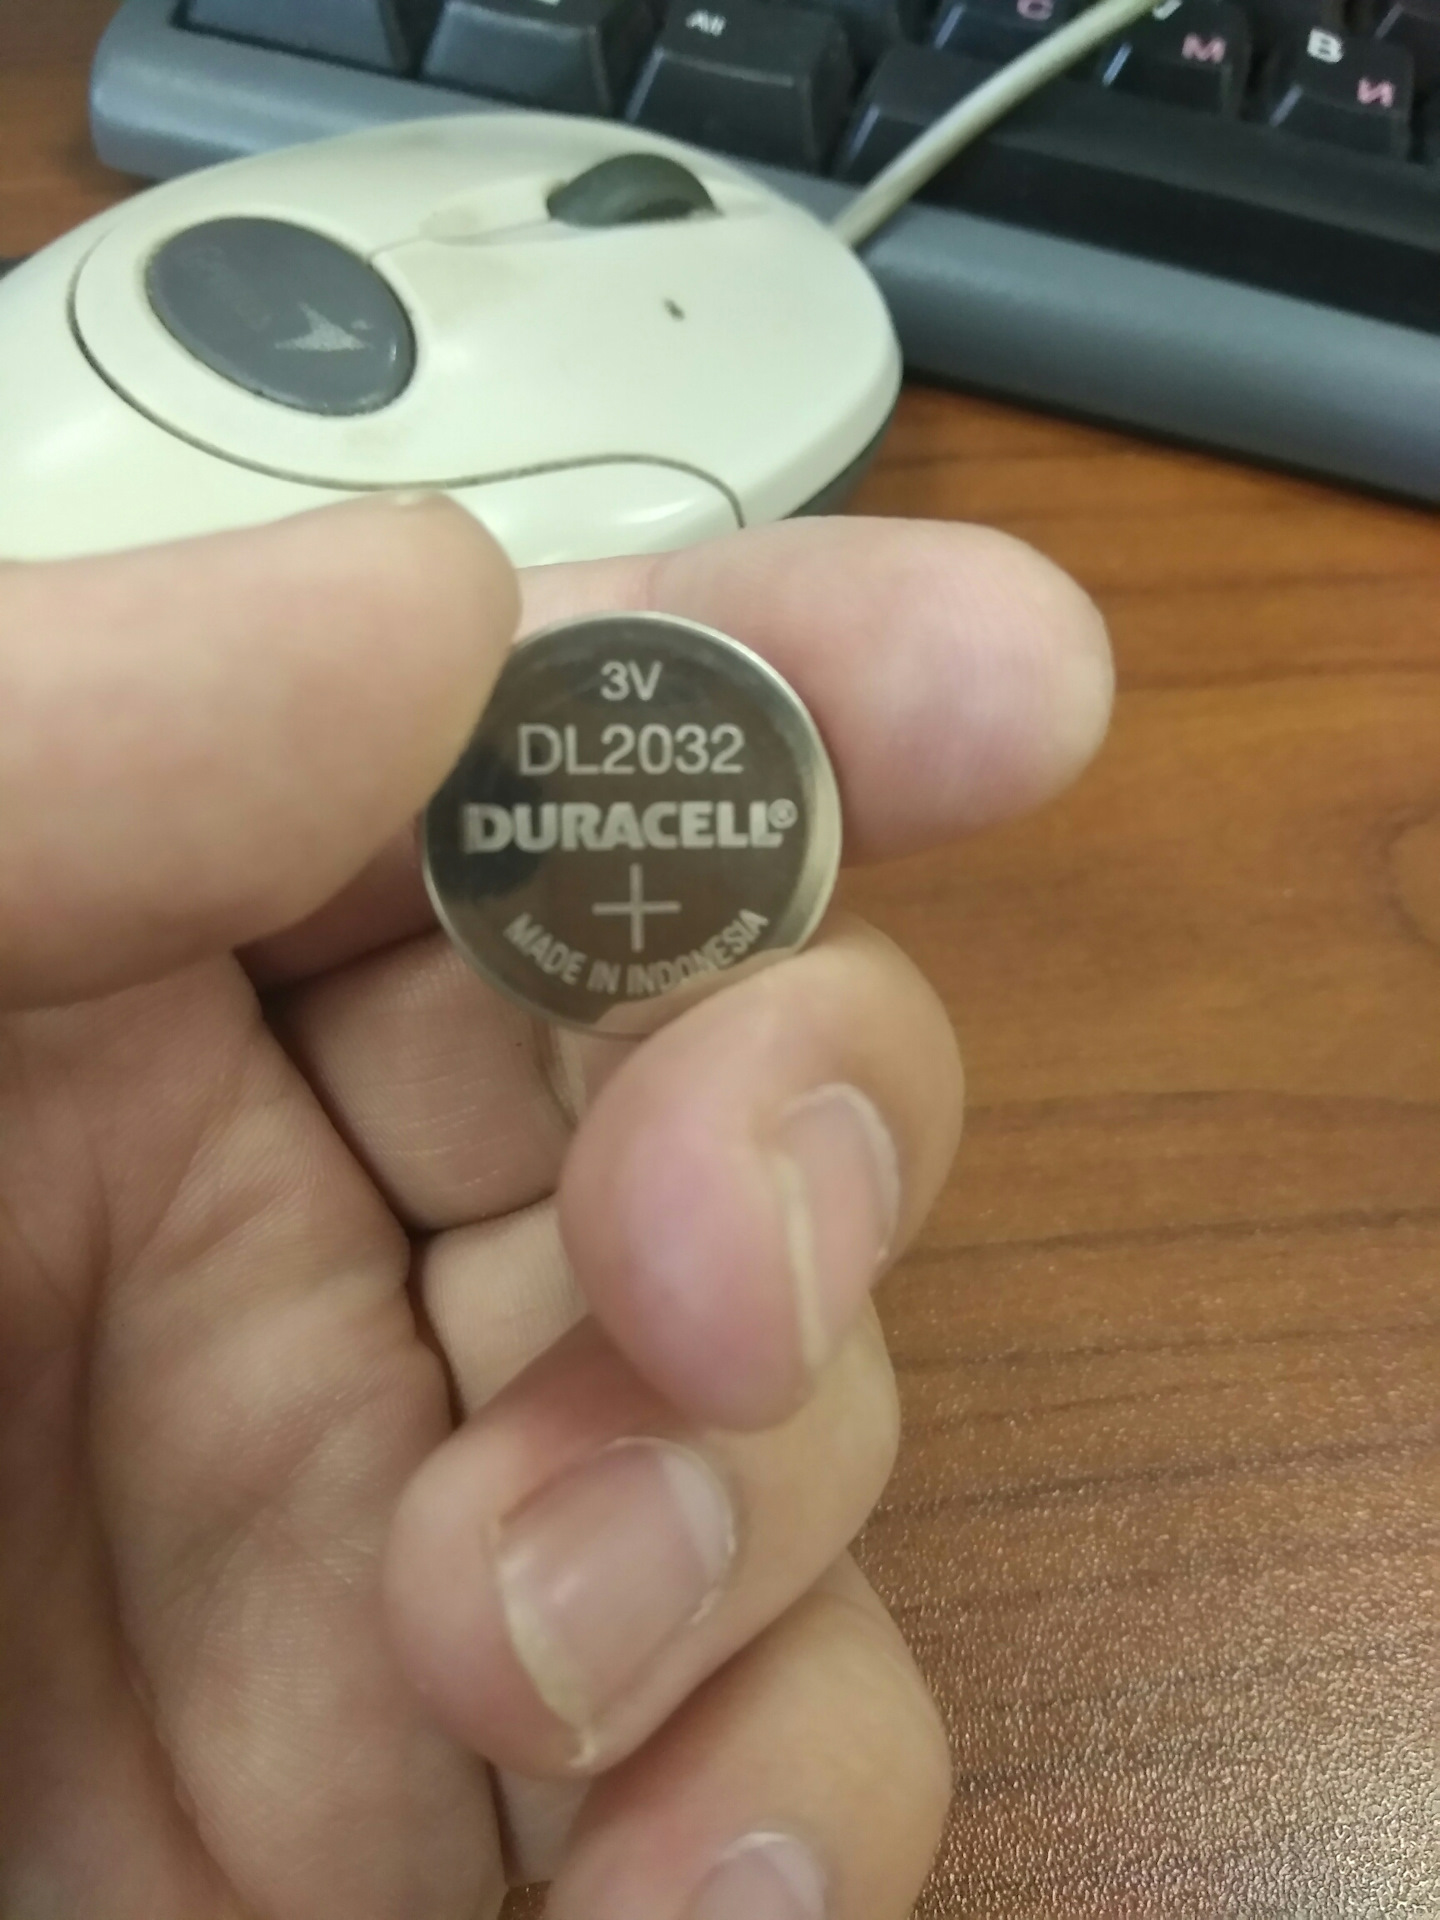 Alt
С
V
М
B
И
3V
DL2032
DURACELL®
+
MADE IN INDONESIA